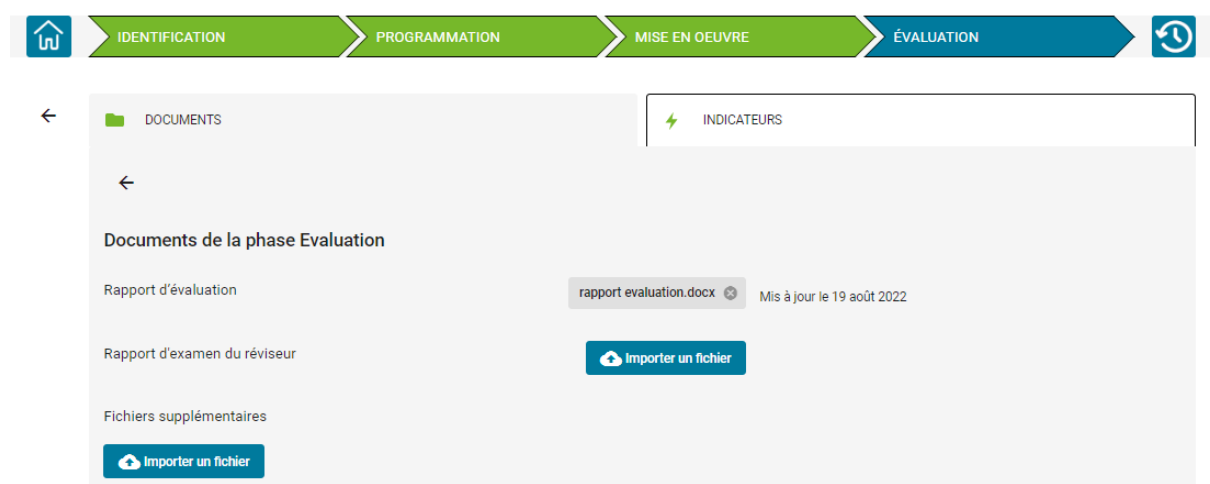 IDENTIFICATION
PROGRAMMATION
MISE EN OEUVRE
ÉVALUATION
DOCUMENTS
INDICATEURS
Documents de la phase Evaluation
Rapport d'évaluation
rapport evaluation.docx
Mis à jour le 19 août 2022
Rapport d'examen du réviseur
Importer un fichier
Fichiers supplémentaires
Importer un fichier